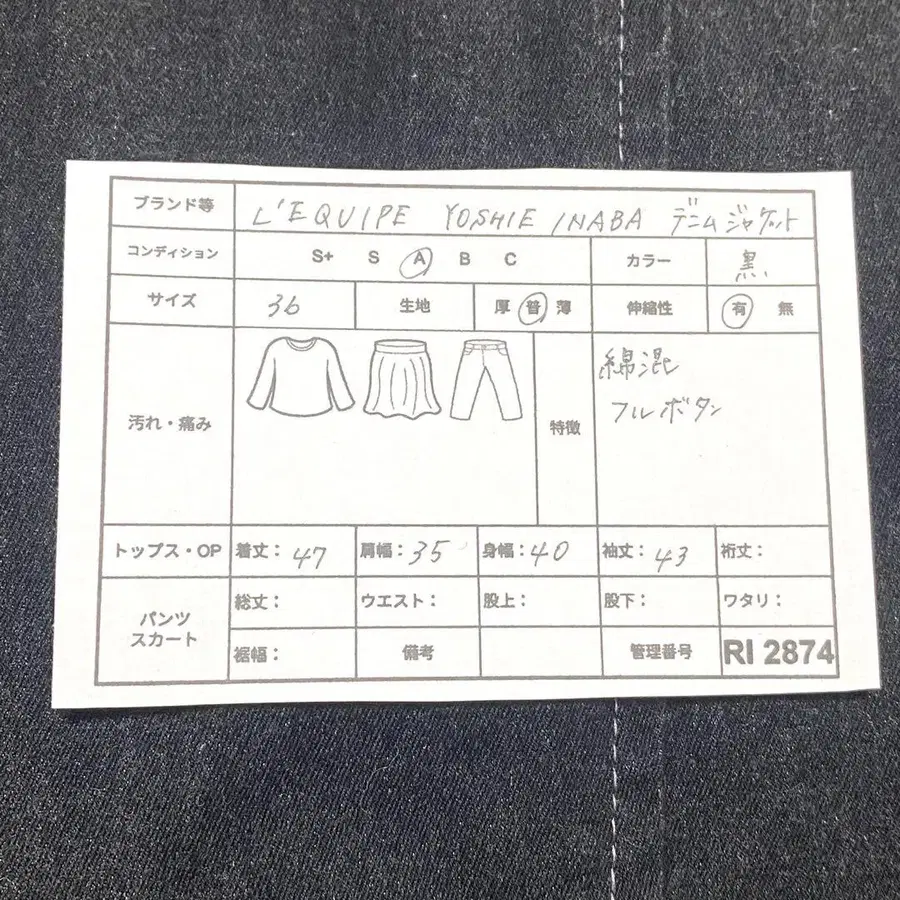 ブランド等 L'EQUIPE YOSHIE INABA デニムジャケット
コンディション S+ S A B C カラー 黒
サイズ 36 生地 厚 普 薄 伸縮性 有 無
汚れ・痛み 特徴 綿混
フルボタン
トップス・OP 着丈： 47 肩幅： 35 身幅： 40 袖丈： 43 裄丈：
パンツ
スカート
総丈： ウエスト： 股上： 股下： ワタリ：
裾幅： 備考 管理番号 RI 2874